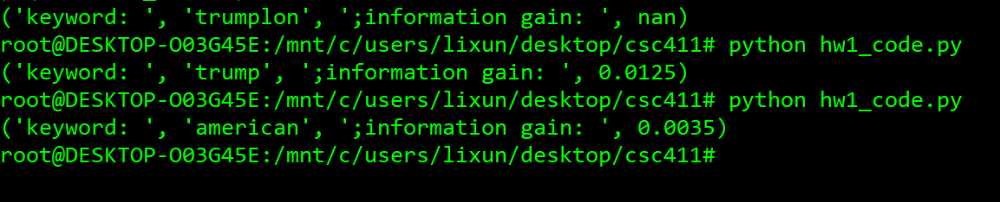 ('keyword: ', 'trumplon', ';information gain: ', nan)
root@DESKTOP-O03G45E:/mnt/c/users/lixun/desktop/csc411# python hw1_code.py
('keyword: ', 'trump', ';information gain: ', 0.0125)
root@DESKTOP-O03G45E:/mnt/c/users/lixun/desktop/csc411# python hw1_code.py
('keyword: ', 'american', ';information gain: ', 0.0035)
root@DESKTOP-O03G45E:/mnt/c/users/lixun/desktop/csc411#